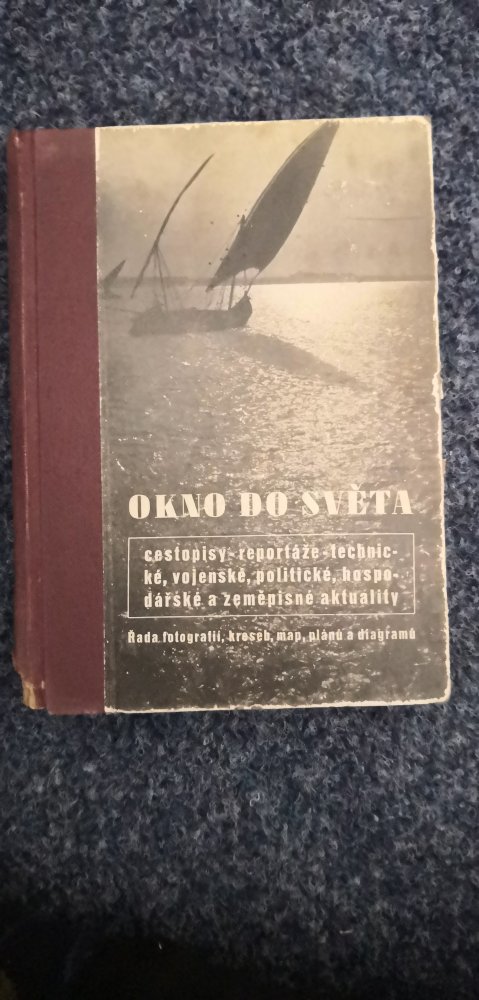 OKNO DO SVĚTA
cestopisy - reportáže - technic-
ké, vojenské, politické, hospo-
dářské a zeměpisné aktuality
Řada fotografií, kreseb, map, plánů a diagramů